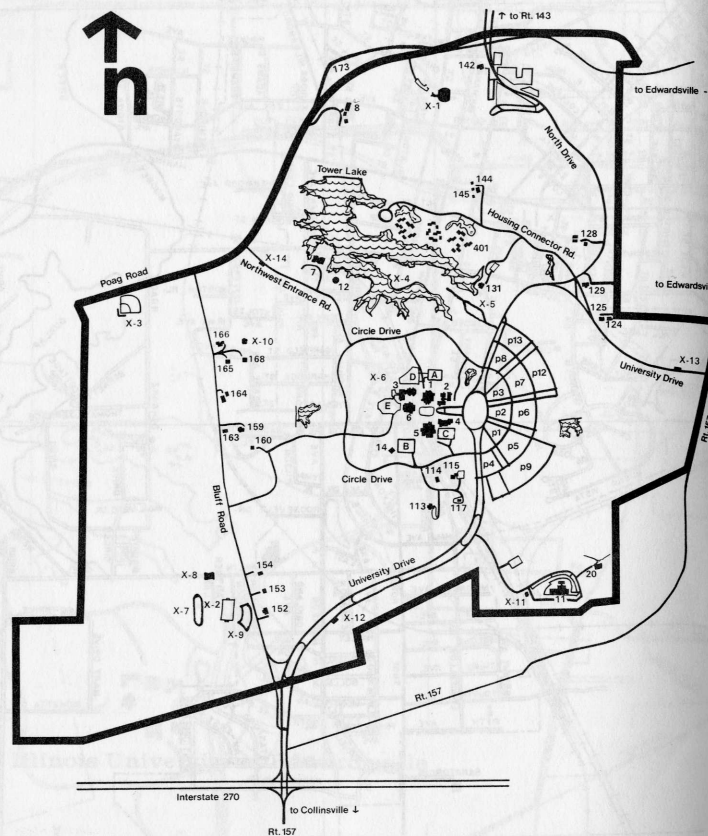 ↑ to Rt. 143
n
173
142
8
X-1
to Edwardsville -
North Drive
Tower Lake
144
145
Housing Connector Rd.
401
128
X-14
7
12
X-4
131
129
to Edwardsvi
Poag Road
Northwest Entrance Rd.
X-5
125
124
X-3
Circle Drive
p13
X-13
166
X-10
p8
p12
University Drive
165
168
X-6
D
A
p7
3
1
2
p3
164
E
6
p2
p6
Rt. 157
159
4
p1
163
160
5
C
p5
14
B
p4
p9
114
115
Circle Drive
Bluff Road
113
117
154
University Drive
20
X-8
153
X-11
11
X-7
X-2
152
X-9
X-12
Rt.157
Interstate 270
to Collinsville ↓
Rt.157